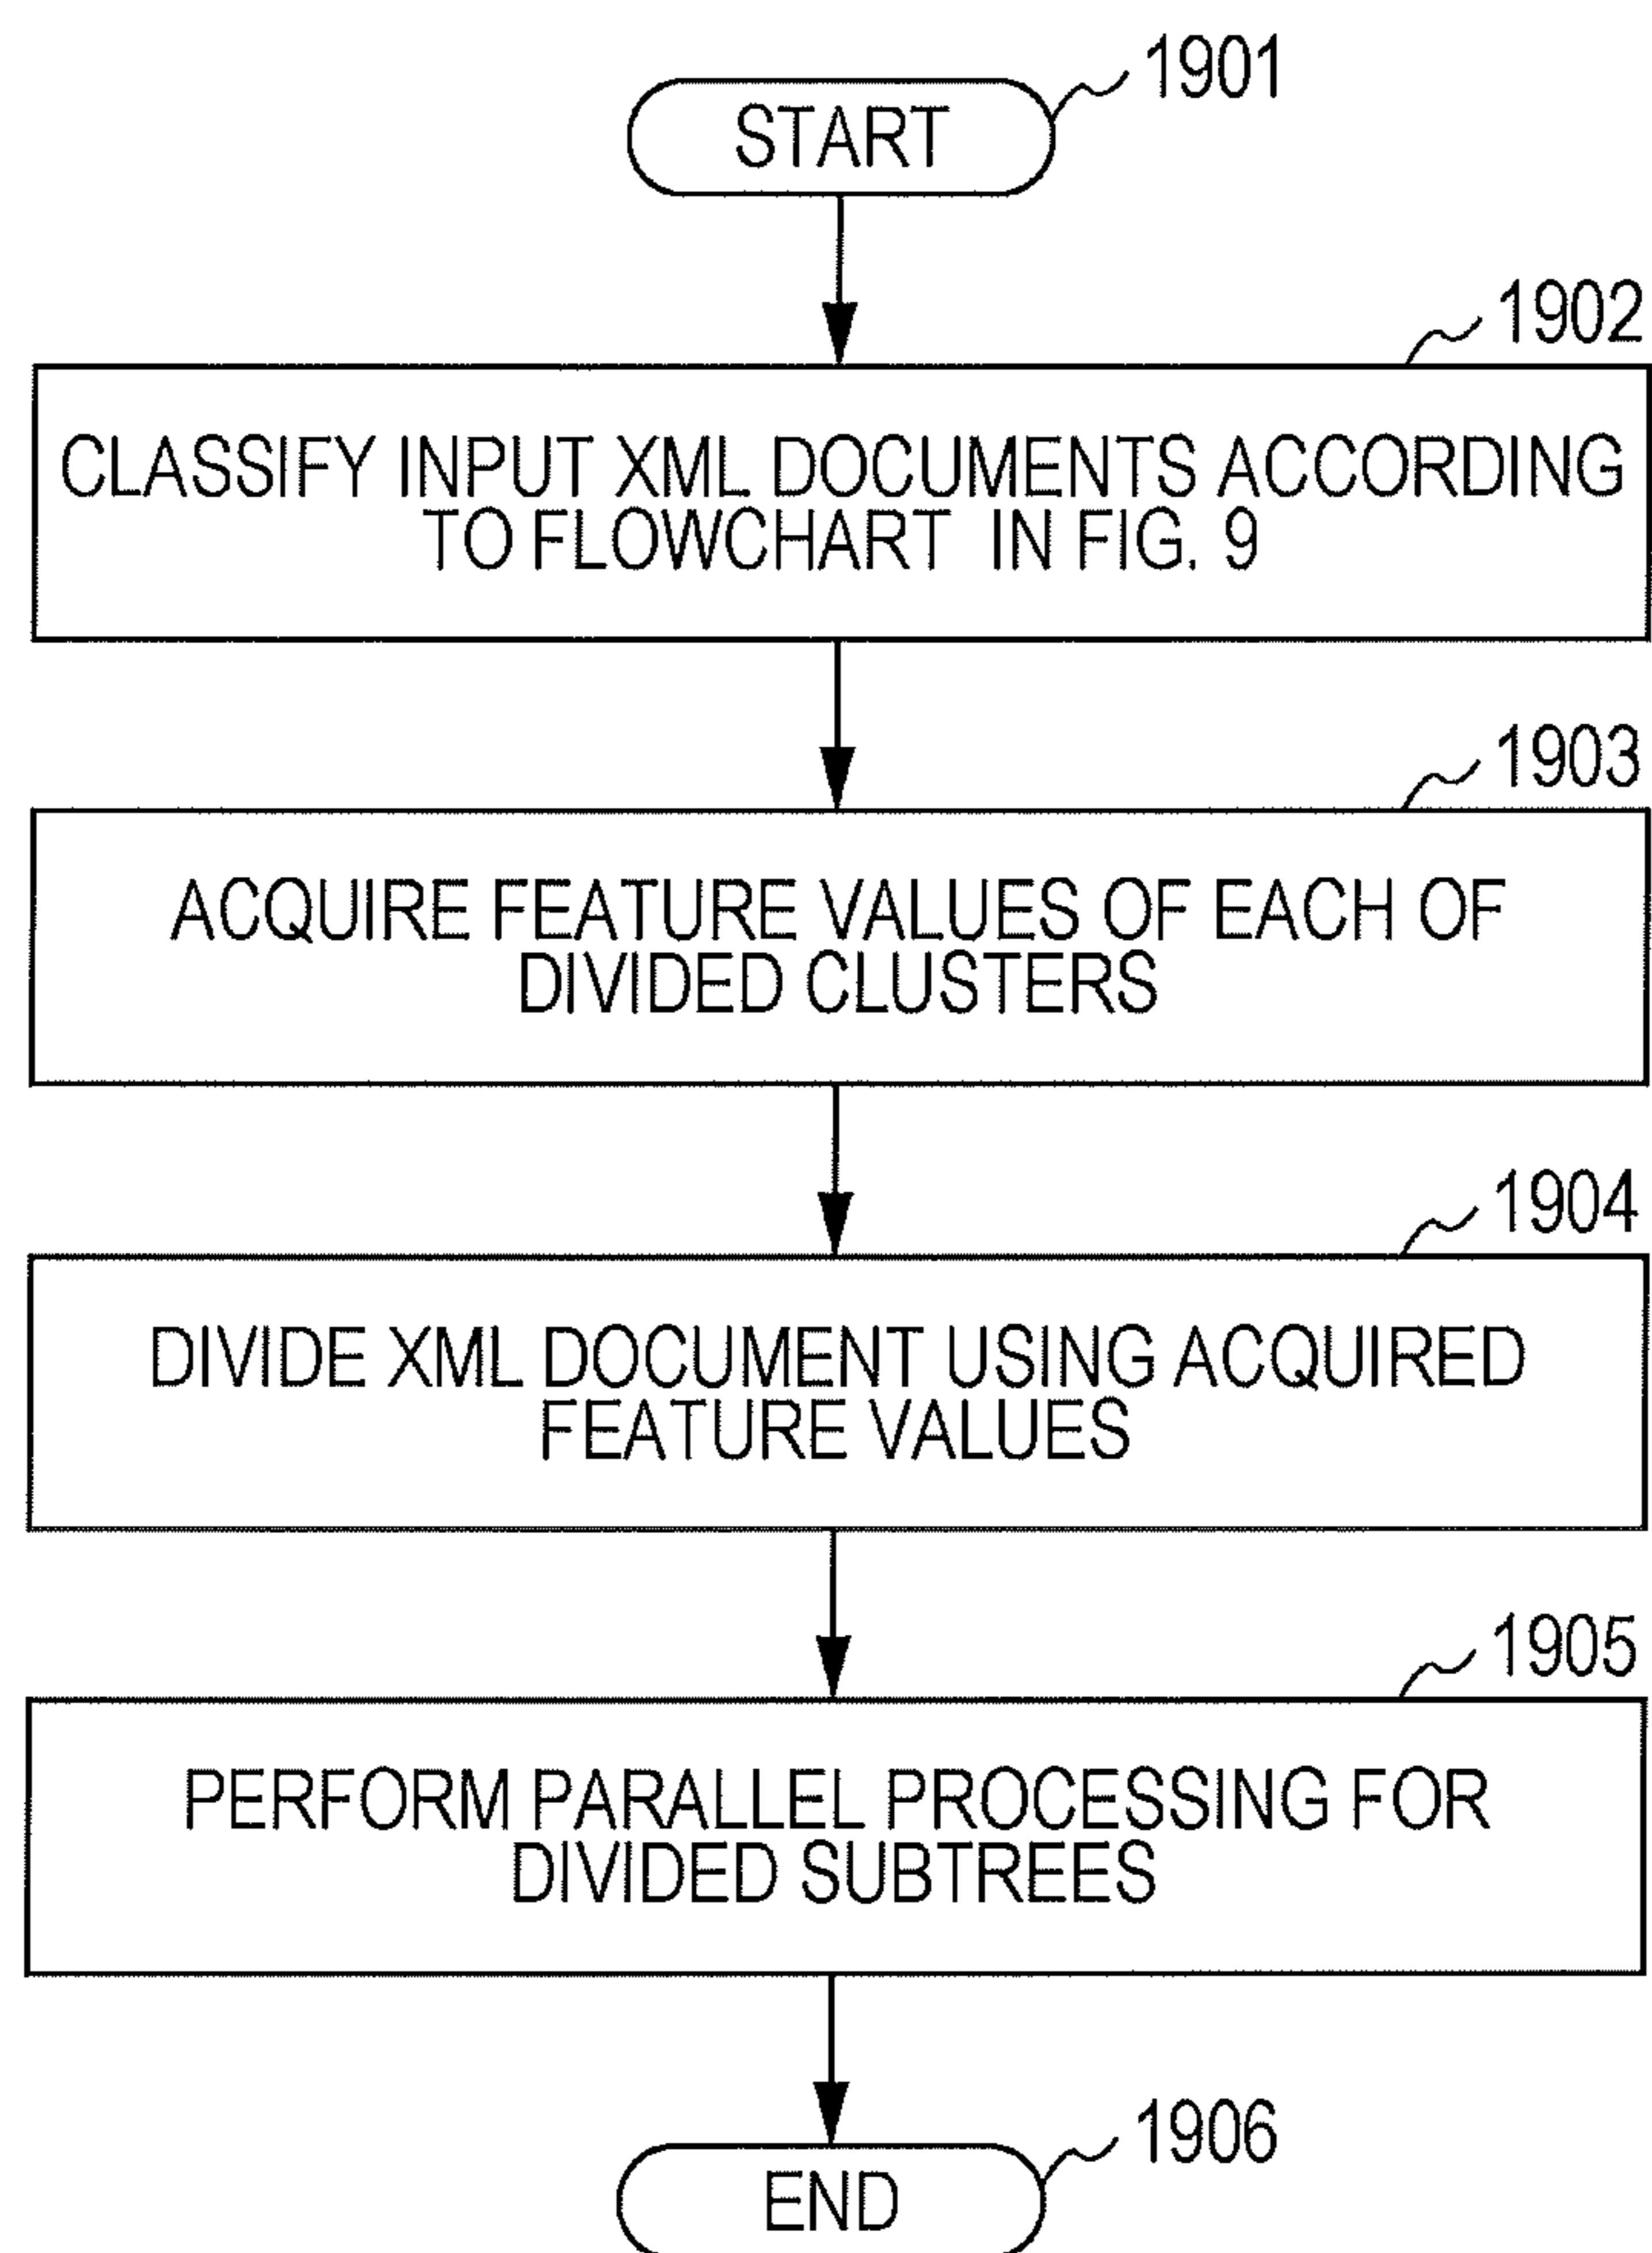 1901
START
1902
CLASSIFY INPUT XML DOCUMENTS ACCORDING
TO FLOWCHART IN FIG. 9
1903
ACQUIRE FEATURE VALUES OF EACH OF
DIVIDED CLUSTERS
1904
DIVIDE XML DOCUMENT USING ACQUIRED
FEATURE VALUES
1905
PERFORM PARALLEL PROCESSING FOR
DIVIDED SUBTREES
1906
END